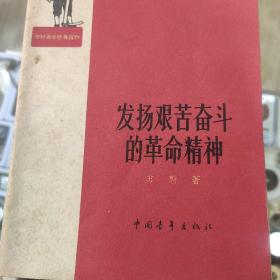 发扬艰苦奋斗
的革命精神
著
中国青年出版社